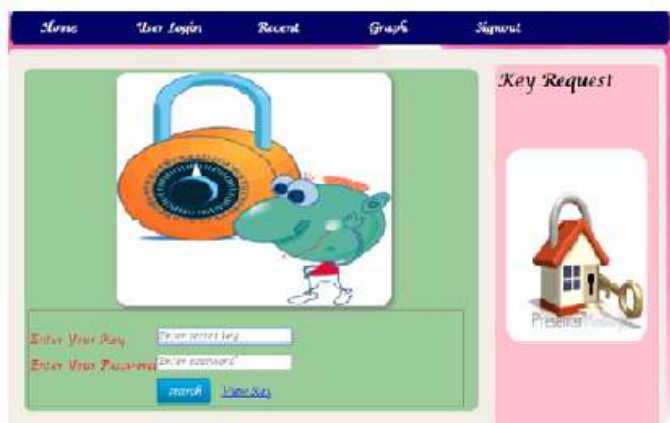 Home User Login Recent Graph Signout
Key Request
Enter Your Key Enter secret key
Enter Your Password Enter password
search View Key
Presenter